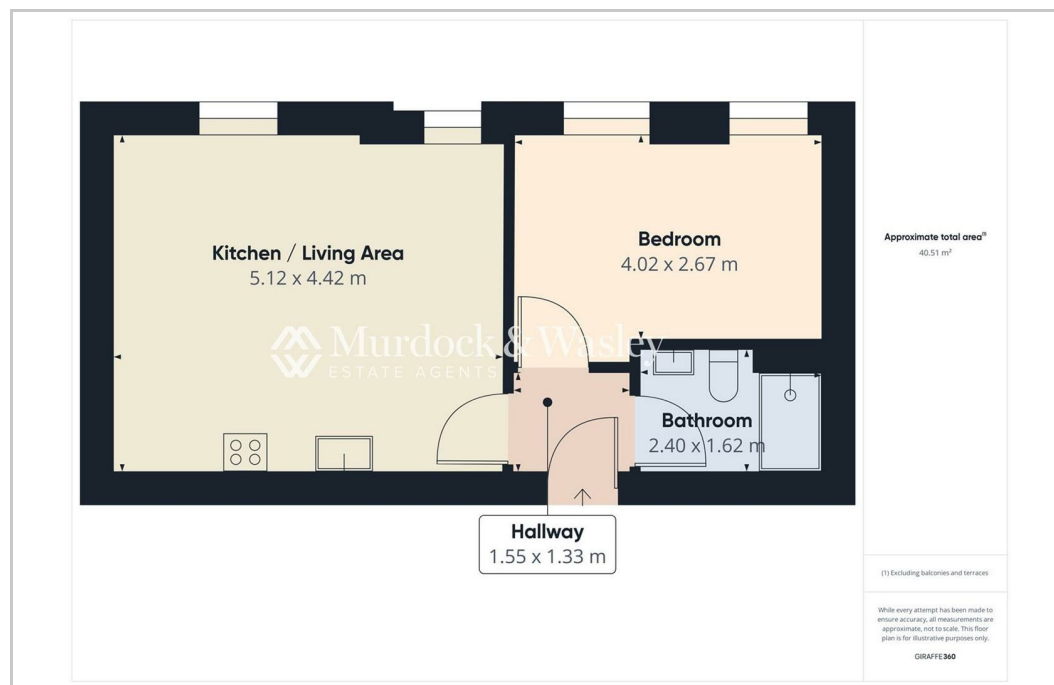 Kitchen / Living Area
5.12 x 4.42 m
Bedroom
4.02 x 2.67 m
Murdock & Wasley
ESTATE AGENTS
Bathroom
2.40 x 1.62 m
Hallway
1.55 x 1.33 m
Approximate total area(1)
40.51 m²
(1) Excluding balconies and terraces
While every attempt has been made to
ensure accuracy, all measurements are
approximate, not to scale. This floor
plan is for illustrative purposes only.
GIRAFFE360